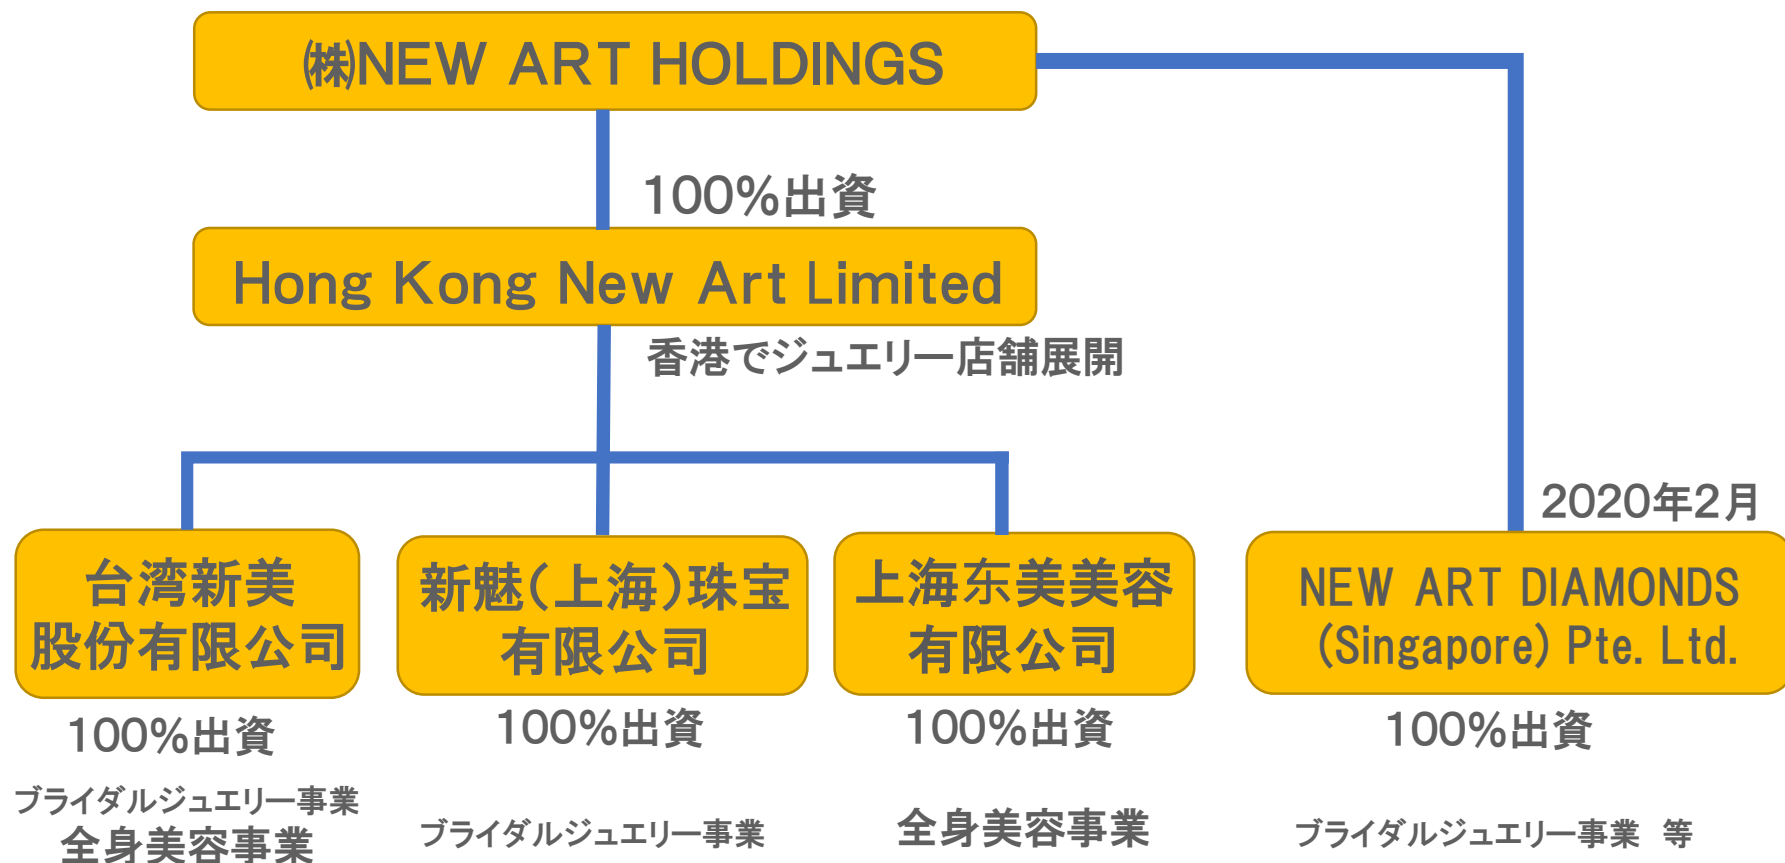 ㈱NEW ART HOLDINGS
100%出資
Hong Kong New Art Limited
香港でジュエリー店舗展開
2020年2月
台湾新美
股份有限公司
100%出資
ブライダルジュエリー事業
全身美容事業
新魅(上海)珠宝
有限公司
100%出資
ブライダルジュエリー事業
上海东美美容
有限公司
100%出資
全身美容事業
NEW ART DIAMONDS
(Singapore) Pte. Ltd.
100%出資
ブライダルジュエリー事業 等